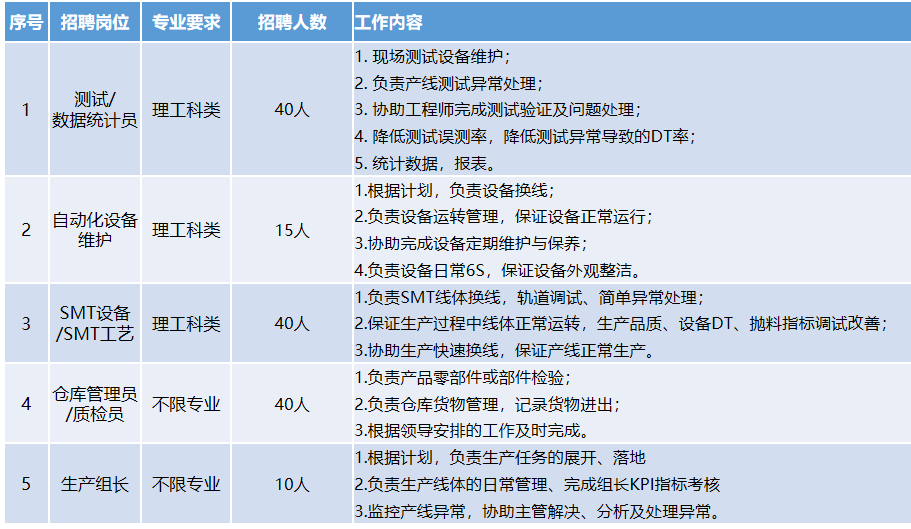 序号 招聘岗位 专业要求 招聘人数 工作内容
1 测试/数据统计员 理工科类 40人
1. 现场测试设备维护；
2. 负责产线测试异常处理；
3. 协助工程师完成测试验证及问题处理；
4. 降低测试误测率，降低测试异常导致的DT率；
5. 统计数据，报表。
2 自动化设备维护 理工科类 15人
1.根据计划，负责设备换线；
2.负责设备运转管理，保证设备正常运行；
3.协助完成设备定期维护与保养；
4.负责设备日常6S，保证设备外观整洁。
3 SMT设备/SMT工艺 理工科类 40人
1.负责SMT线体换线，轨道调试、简单异常处理；
2.保证生产过程中线体正常运转，生产品质、设备DT、抛料指标调试改善；
3.协助生产快速换线，保证产线正常生产。
4 仓库管理员/质检员 不限专业 40人
1.负责产品零部件或部件检验；
2.负责仓库货物管理，记录货物进出；
3.根据领导安排的工作及时完成。
5 生产组长 不限专业 10人
1.根据计划，负责生产任务的展开、落地
2.负责生产线体的日常管理、完成组长KPI指标考核
3.监控产线异常，协助主管解决、分析及处理异常。